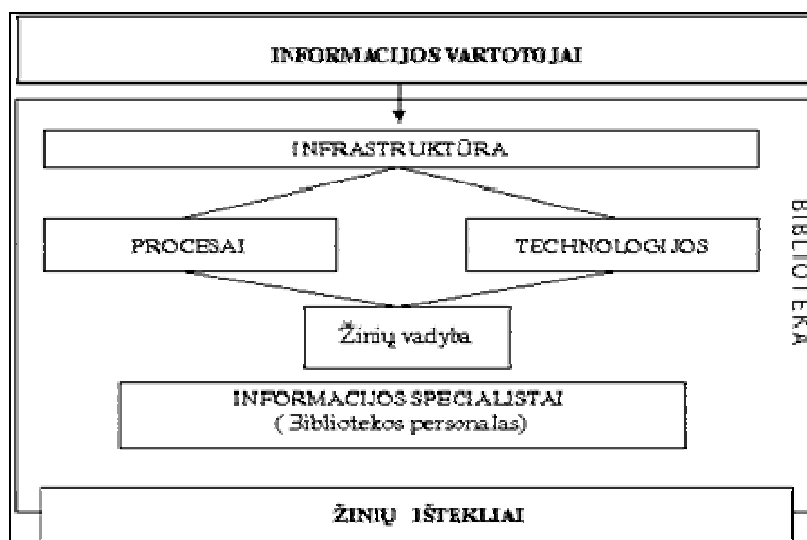 INFORMACIJOS VARTOTOJAI
INFRASTRUKTŪRA
PROCESAI
TECHNOLOGIJOS
Žinių vadyba
INFORMACIJOS SPECIALISTAI
( Bibliotekos personalas)
BIBLIOTEKA
ŽINIŲ IŠTEKLIAI